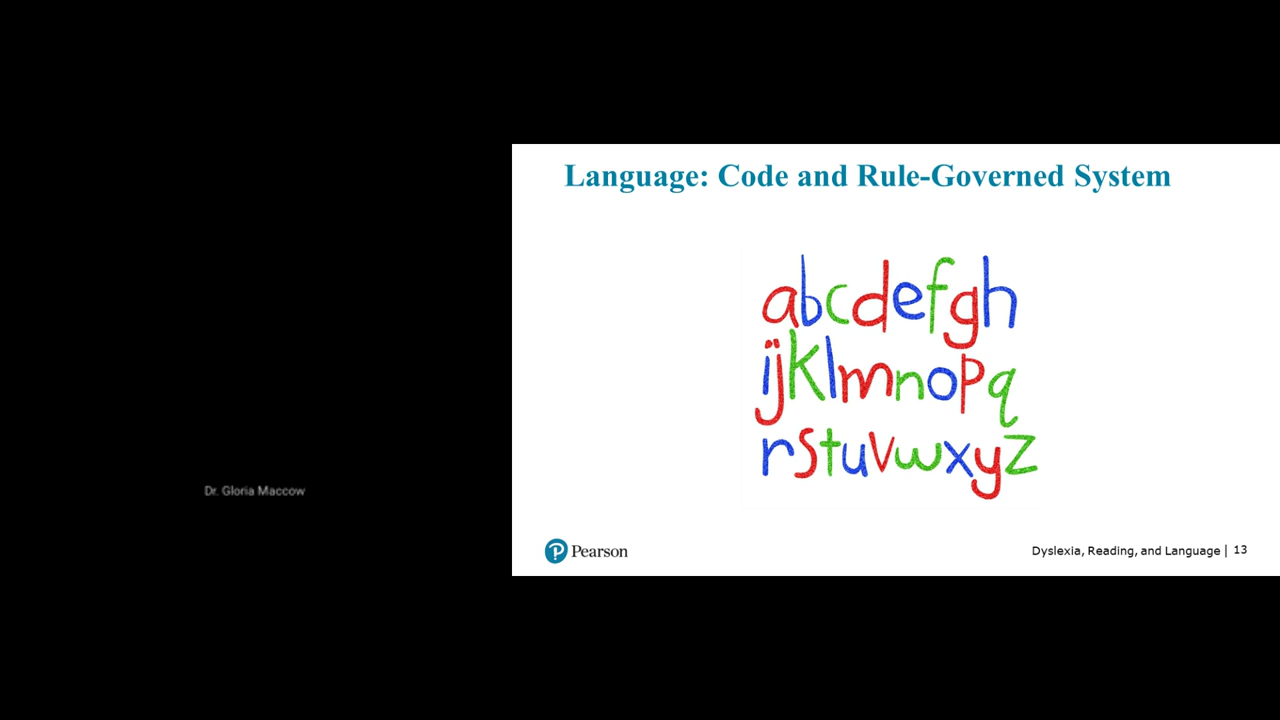 Language: Code and Rule-Governed System
abcdefgh
ijklmnopq
rstuvwxyz
Dr. Gloria Maccow
Pearson
Dyslexia, Reading, and Language | 13